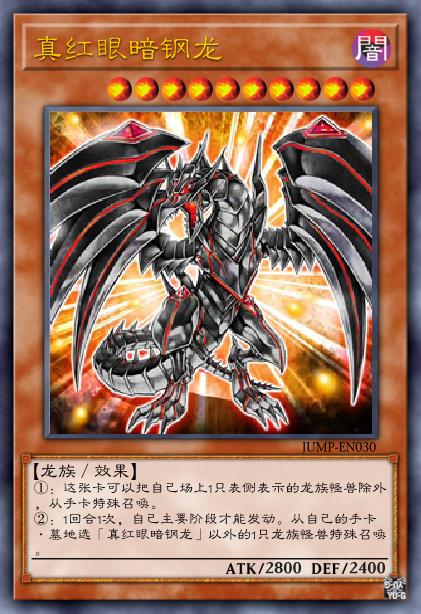 真红眼暗钢龙
闇
JUMP-EN030
【龙族/效果】
①：这张卡可以把自己场上1只表侧表示的龙族怪兽除外
，从手卡特殊召唤。
②：1回合1次，自己主要阶段才能发动。从自己的手卡
·墓地选「真红眼暗钢龙」以外的1只龙族怪兽特殊召唤
。
ATK/2800 DEF/2400